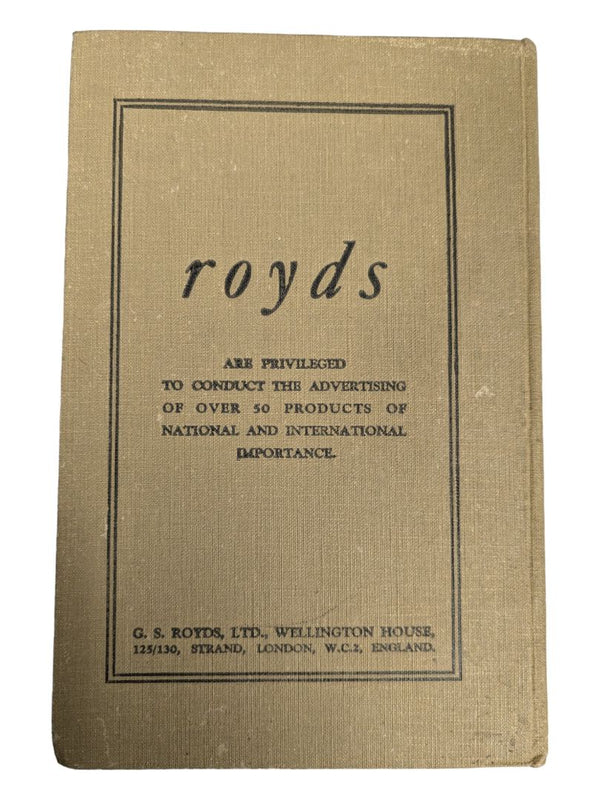 royds
ARE PRIVILEGED
TO CONDUCT THE ADVERTISING
OF OVER 50 PRODUCTS OF
NATIONAL AND INTERNATIONAL
IMPORTANCE.
G. S. ROYDS, LTD., WELLINGTON HOUSE,
125/130, STRAND, LONDON, W.C.2, ENGLAND.